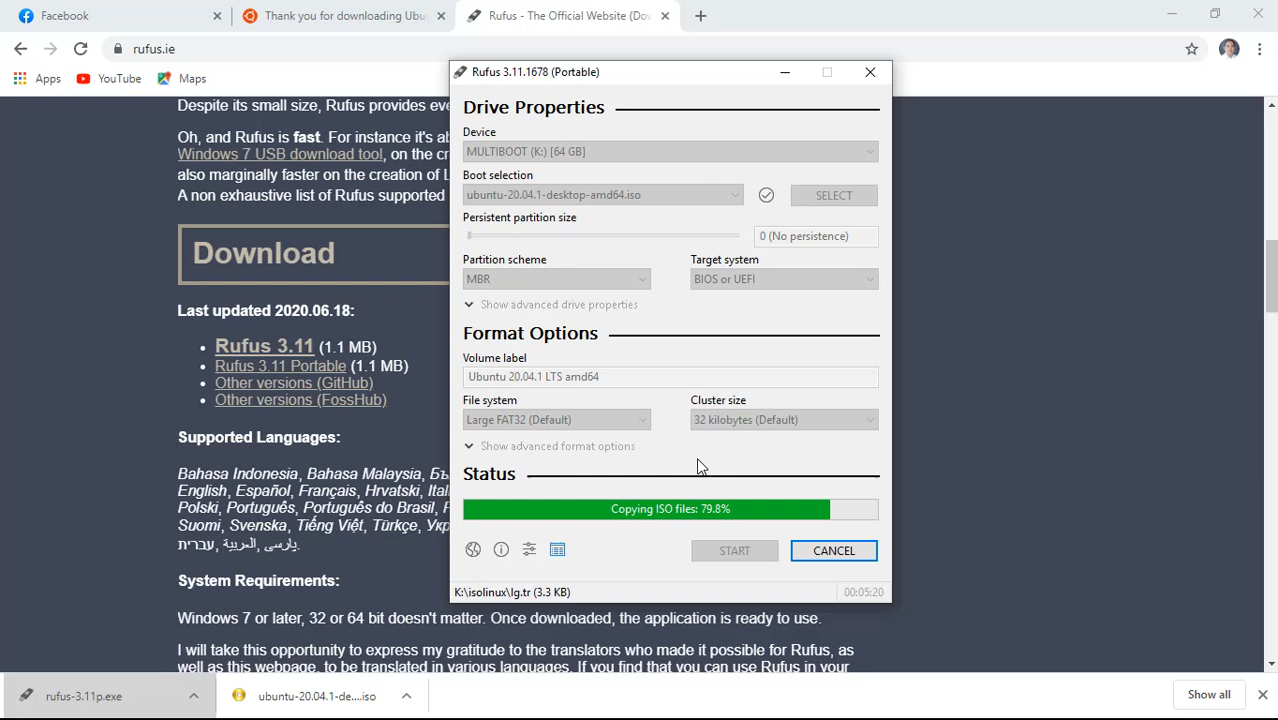 Facebook
Thank you for downloading Ubu
Rufus - The Official Website (Dow
rufus.ie
Apps
YouTube
Maps
Despite its small size, Rufus provides eve
Oh, and Rufus is fast. For instance it's ab
Windows 7 USB download tool, on the cr
also marginally faster on the creation of L
A non exhaustive list of Rufus supported
Download
Last updated 2020.06.18:
Rufus 3.11 (1.1 MB)
Rufus 3.11 Portable (1.1 MB)
Other versions (GitHub)
Other versions (FossHub)
Supported Languages:
Bahasa Indonesia, Bahasa Malaysia, Бъ
English, Español, Français, Hrvatski, Ital
Polski, Português, Português do Brasil, P
Suomi, Svenska, Tiếng Việt, Türkçe, Укр
العربية, پارسی, עברית.
System Requirements:
Windows 7 or later, 32 or 64 bit doesn't matter. Once downloaded, the application is ready to use.
I will take this opportunity to express my gratitude to the translators who made it possible for Rufus, as
well as this webpage, to be translated in various languages. If you find that you can use Rufus in your
Rufus 3.11.1678 (Portable)
Drive Properties
Device
MULTIBOOT (K:) [64 GB]
Boot selection
ubuntu-20.04.1-desktop-amd64.iso
SELECT
Persistent partition size
0 (No persistence)
Partition scheme
Target system
MBR
BIOS or UEFI
Show advanced drive properties
Format Options
Volume label
Ubuntu 20.04.1 LTS amd64
File system
Cluster size
Large FAT32 (Default)
32 kilobytes (Default)
Show advanced format options
Status
Copying ISO files: 79.8%
START
CANCEL
K:\isolinux\lg.tr (3.3 KB)
00:05:20
rufus-3.11p.exe
ubuntu-20.04.1-de....iso
Show all